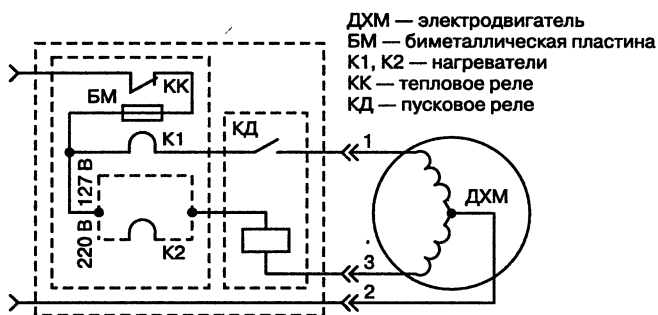 ДХМ — электродвигатель
БМ — биметаллическая пластина
К1, К2 — нагреватели
КК — тепловое реле
КД — пусковое реле
КК
БМ
К1
КД
1
127 В
220 В
К2
ДХМ
3
2